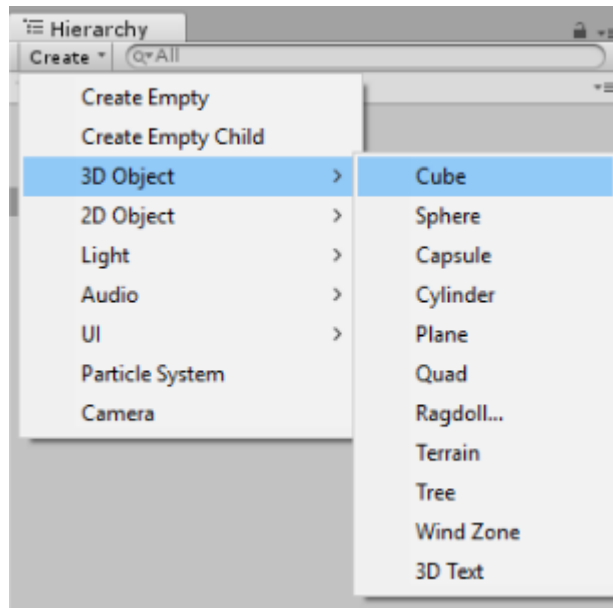 Hierarchy
Create All
Create Empty
Create Empty Child
3D Object
2D Object
Light
Audio
UI
Particle System
Camera
Cube
Sphere
Capsule
Cylinder
Plane
Quad
Ragdoll...
Terrain
Tree
Wind Zone
3D Text